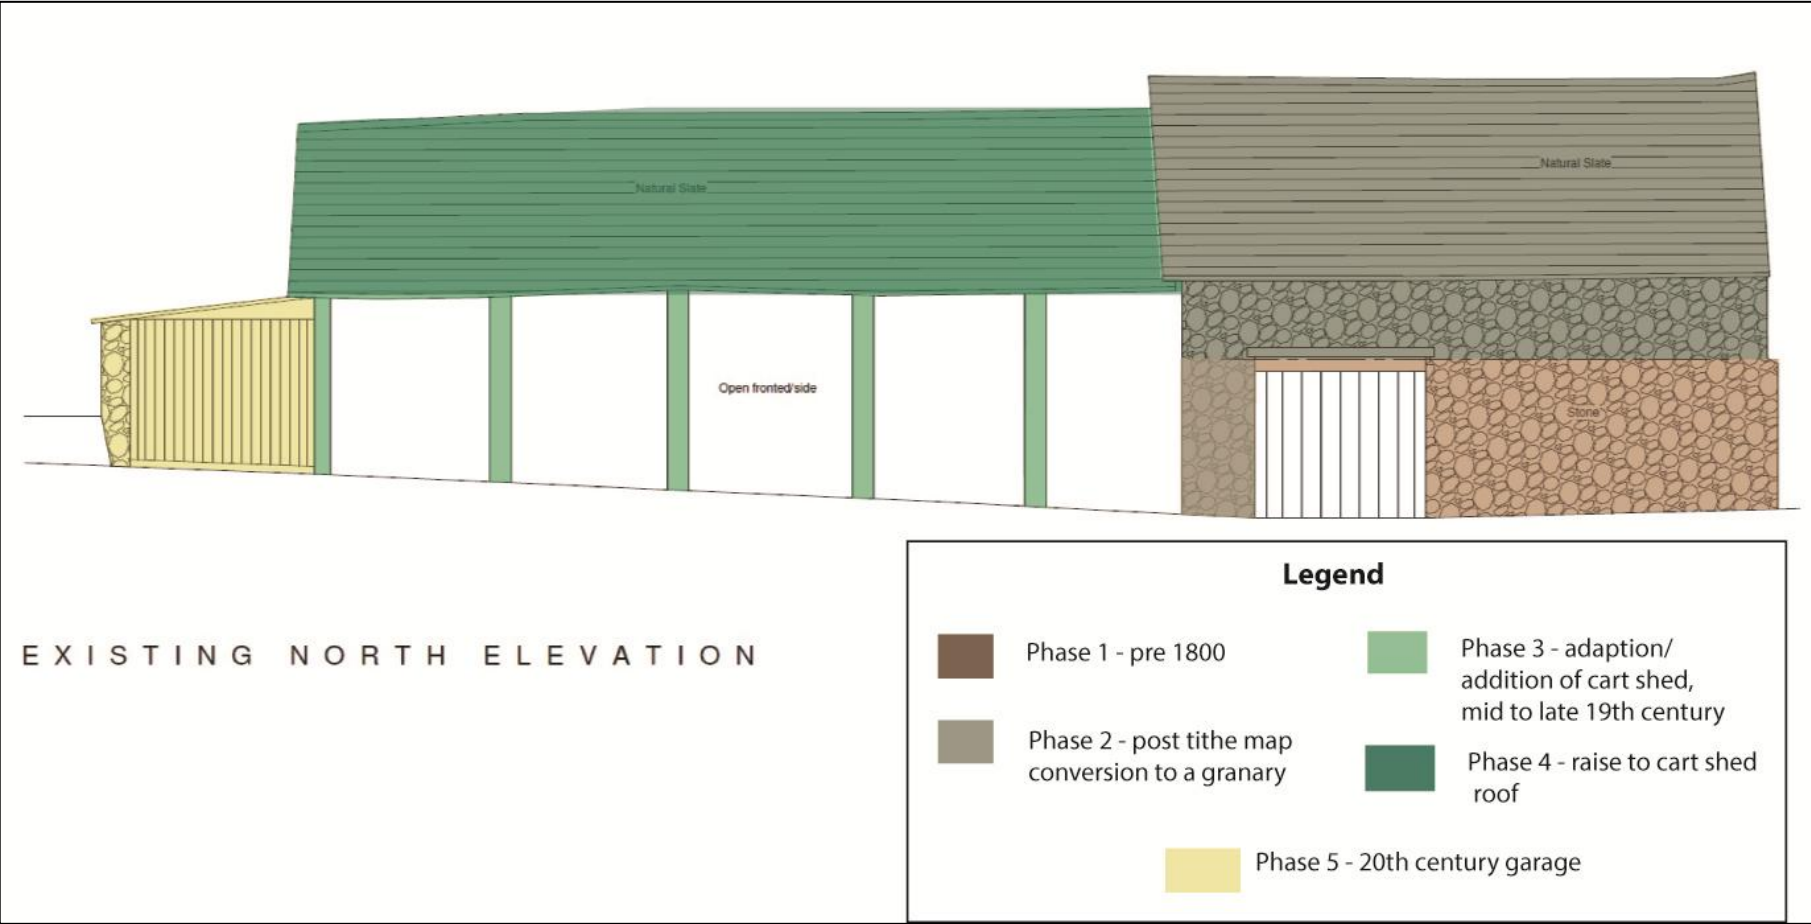 Natural Slate
Natural Slate
Open fronted/side
Stone
EXISTING NORTH ELEVATION
Legend
Phase 1 - pre 1800
Phase 2 - post tithe map
conversion to a granary
Phase 3 - adaption/
addition of cart shed,
mid to late 19th century
Phase 4 - raise to cart shed
roof
Phase 5 - 20th century garage